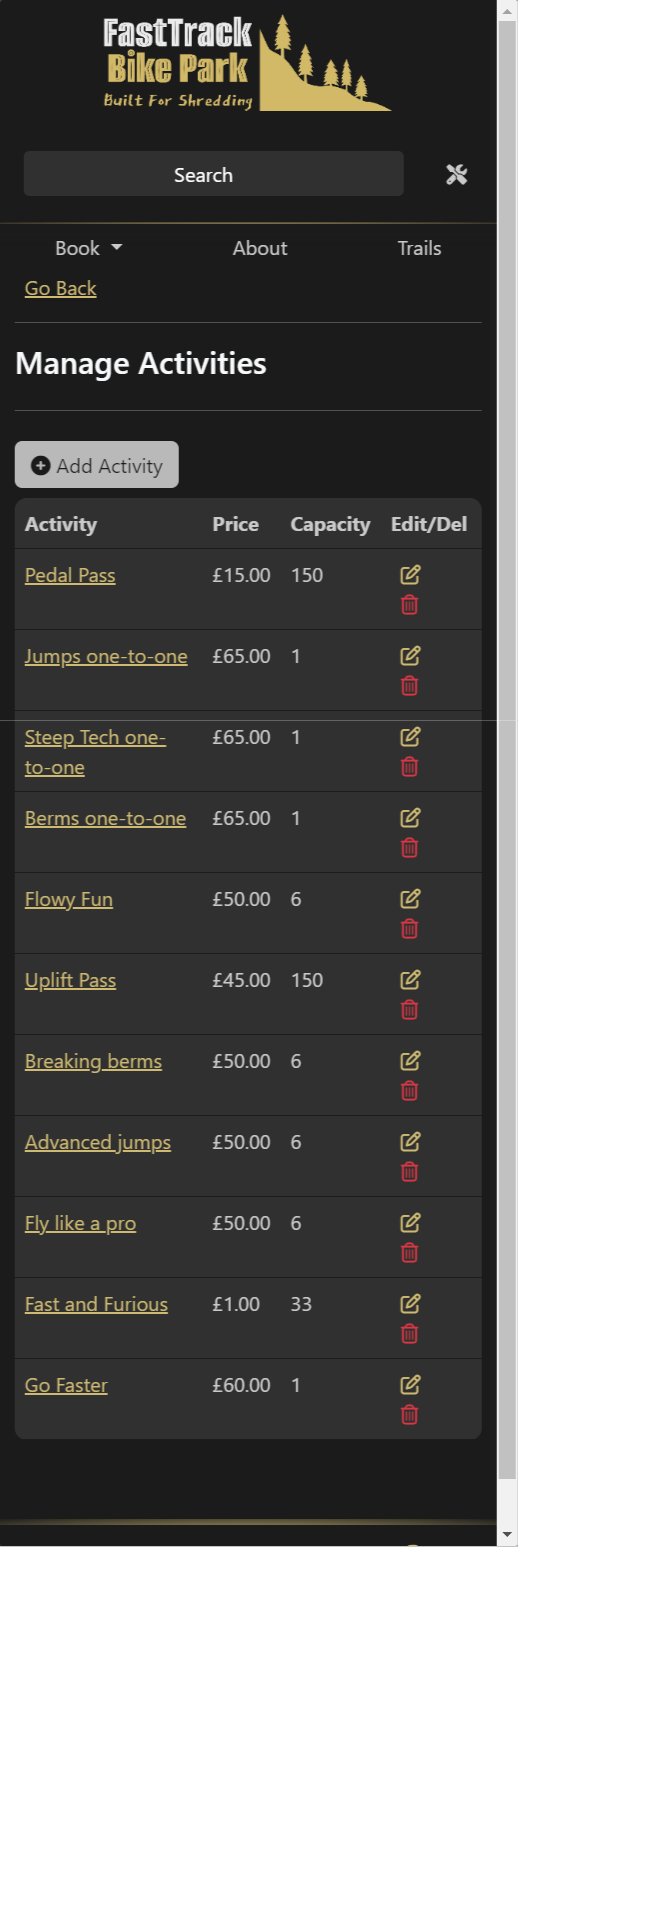 FastTrack
Bike Park
Built For Shredding
Search
Book About Trails
Go Back
Manage Activities
Add Activity
Activity Price Capacity Edit/Del
Pedal Pass £15.00 150
Jumps one-to-one £65.00 1
Steep Tech one- £65.00 1
to-one
Berms one-to-one £65.00 1
Flowy Fun £50.00 6
Uplift Pass £45.00 150
Breaking berms £50.00 6
Advanced jumps £50.00 6
Fly like a pro £50.00 6
Fast and Furious £1.00 33
Go Faster £60.00 1